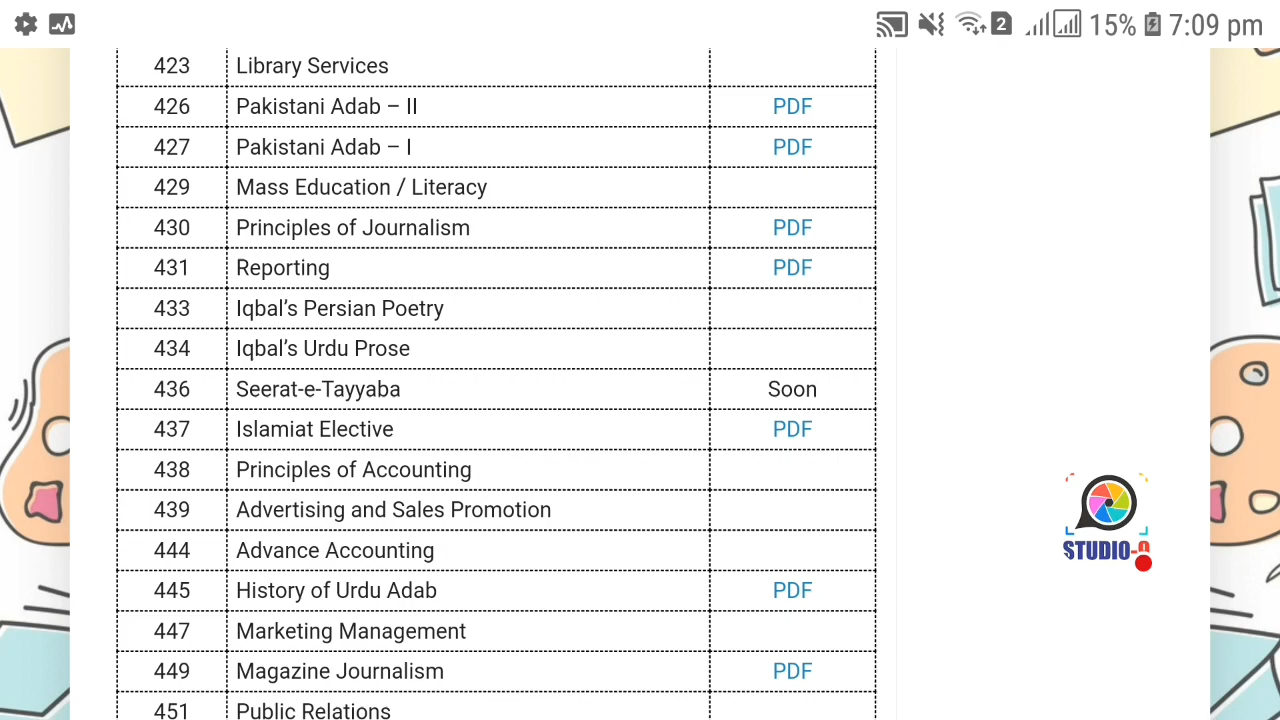 2 15% 7:09 pm
423 Library Services
426 Pakistani Adab – II PDF
427 Pakistani Adab – I PDF
429 Mass Education / Literacy
430 Principles of Journalism PDF
431 Reporting PDF
433 Iqbal’s Persian Poetry
434 Iqbal’s Urdu Prose
436 Seerat-e-Tayyaba Soon
437 Islamiat Elective PDF
438 Principles of Accounting
439 Advertising and Sales Promotion
444 Advance Accounting
445 History of Urdu Adab PDF
447 Marketing Management
449 Magazine Journalism PDF
451 Public Relations
STUDIO